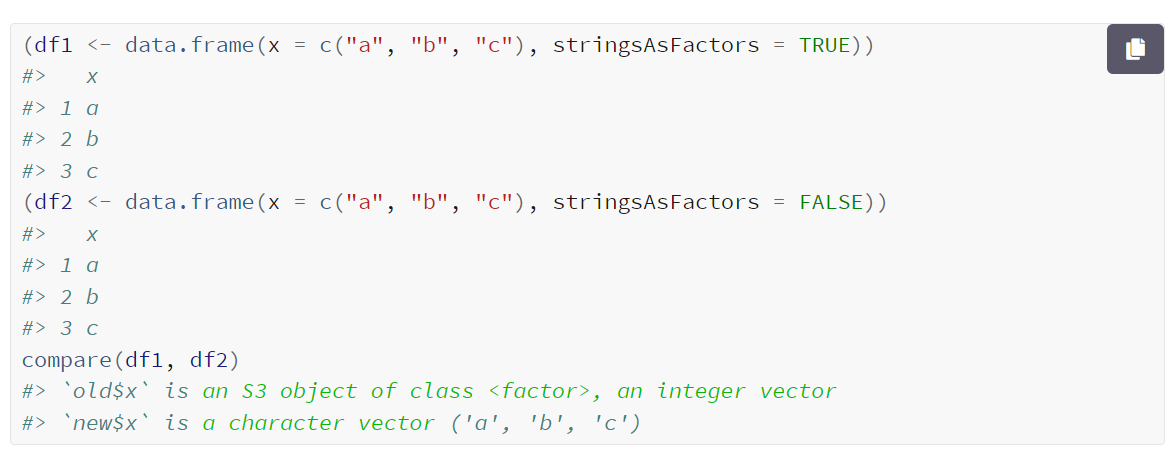 (df1 <- data.frame(x = c("a", "b", "c"), stringsAsFactors = TRUE))
#>   x
#> 1 a
#> 2 b
#> 3 c
(df2 <- data.frame(x = c("a", "b", "c"), stringsAsFactors = FALSE))
#>   x
#> 1 a
#> 2 b
#> 3 c
compare(df1, df2)
#> `old$x` is an S3 object of class <factor>, an integer vector
#> `new$x` is a character vector ('a', 'b', 'c')